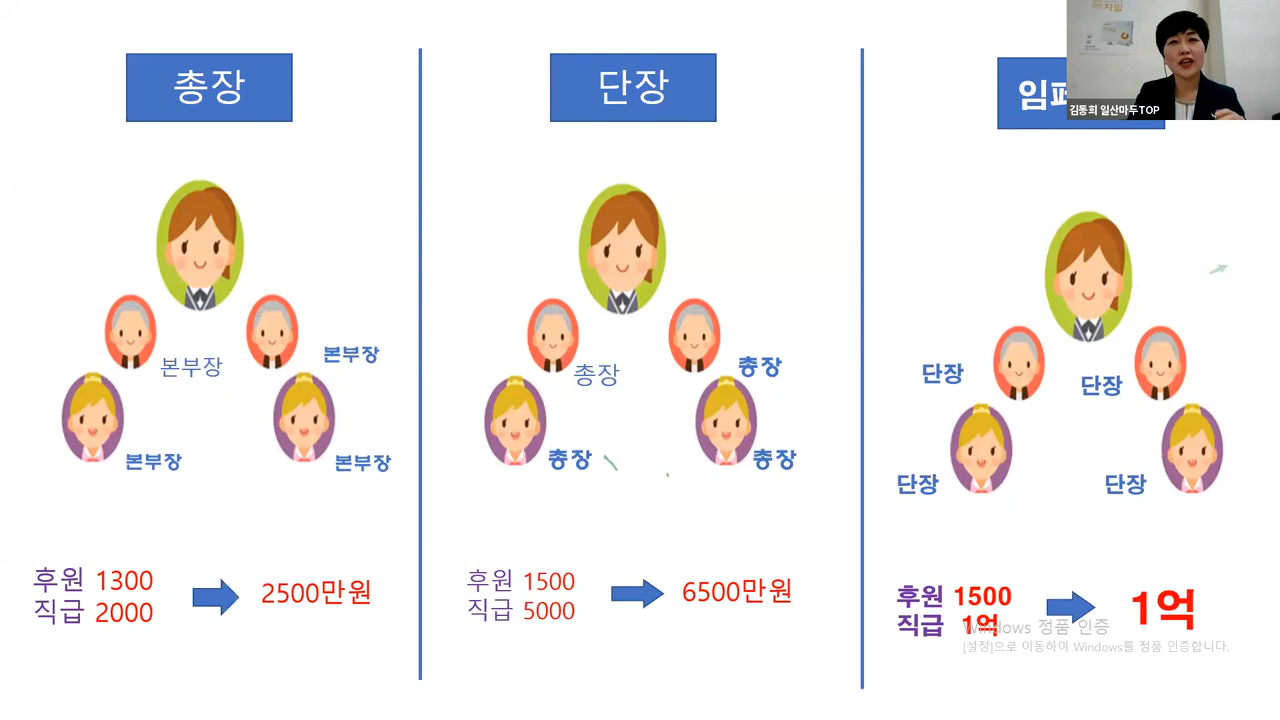 총장
본부장
본부장
본부장
본부장
후원 1300
직급 2000
2500만원
단장
총장
총장
총장
총장
후원 1500
직급 5000
6500만원
임페
단장
단장
단장
단장
후원 1500
직급 1억
1억
Windows 정품 인증
[설정]으로 이동하여 Windows를 정품 인증합니다.
자임
김동희 일산마두TOP